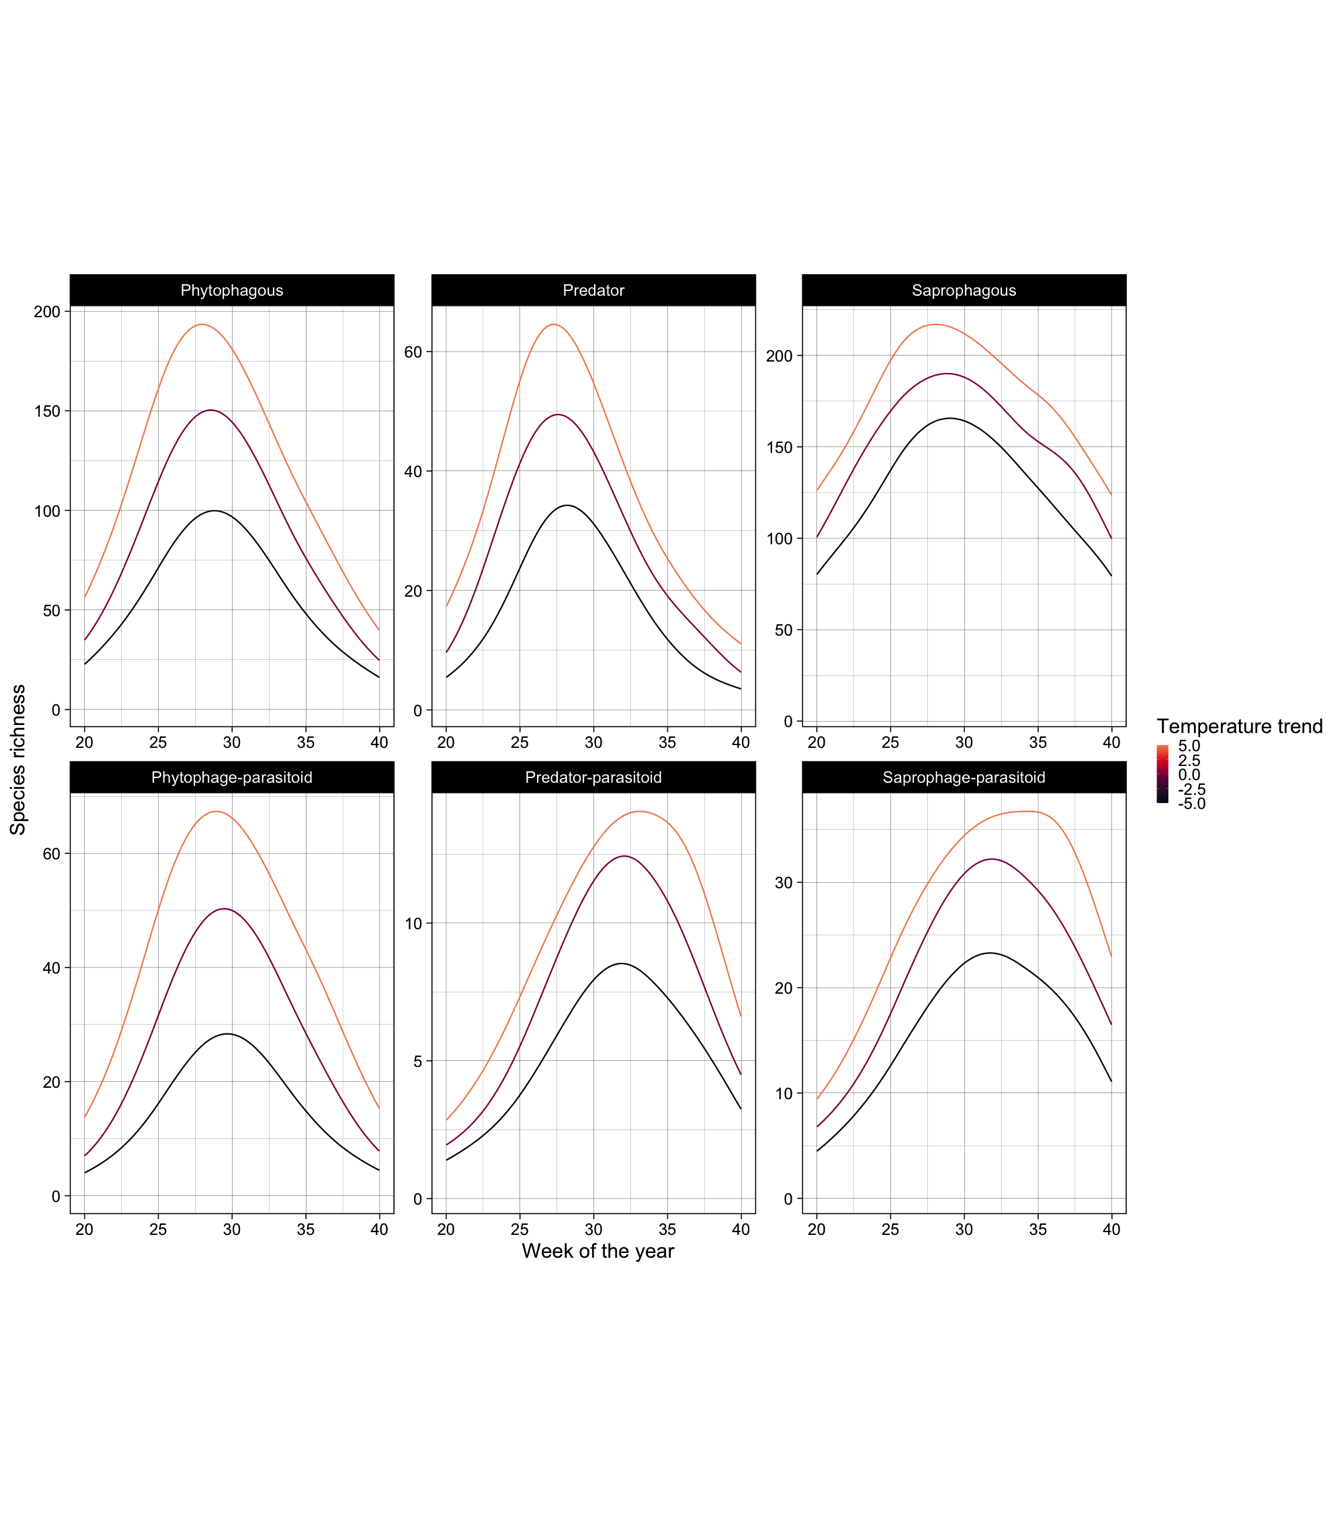 Phytophagous
Predator
Saprophagous
200
150
100
50
0
60
40
20
0
200
150
100
50
0
20 25 30 35 40
20 25 30 35 40
20 25 30 35 40
Species richness
Phytophage-parasitoid
Predator-parasitoid
Saprophage-parasitoid
60
40
20
0
10
5
0
30
20
10
0
20 25 30 35 40
20 25 30 35 40
20 25 30 35 40
Week of the year
Temperature trend
5.0
2.5
0.0
-2.5
-5.0